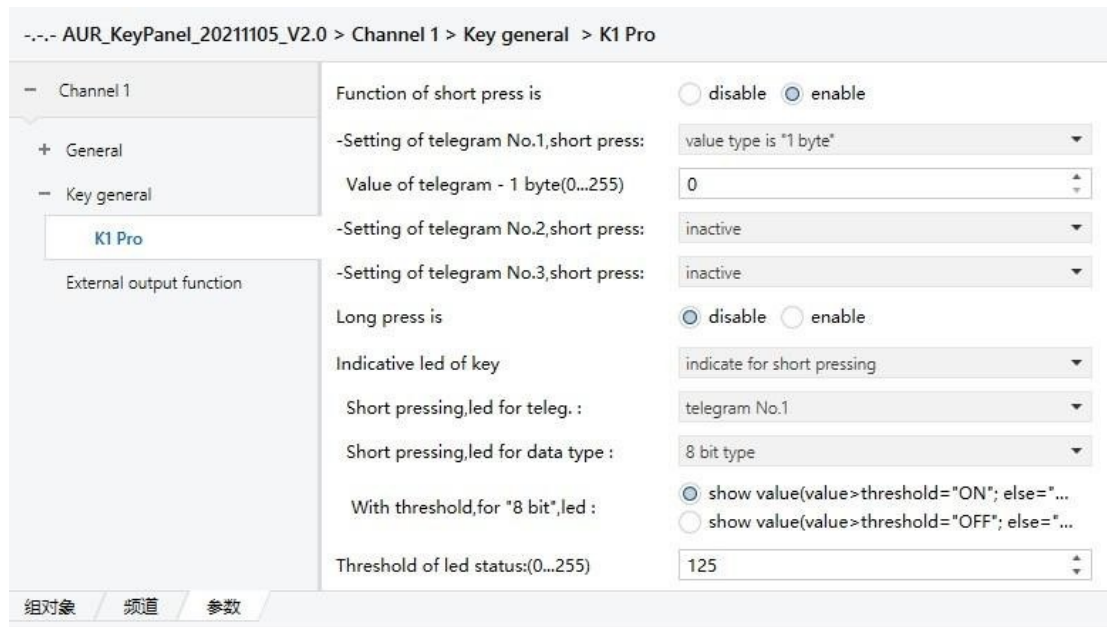 -.-.- AUR_KeyPanel_20211105_V2.0 > Channel 1 > Key general > K1 Pro
Channel 1
General
Key general
K1 Pro
External output function
Function of short press is disable enable
-Setting of telegram No.1,short press: value type is "1 byte"
Value of telegram - 1 byte(0...255) 0
-Setting of telegram No.2,short press: inactive
-Setting of telegram No.3,short press: inactive
Long press is disable enable
Indicative led of key indicate for short pressing
Short pressing,led for teleg. : telegram No.1
Short pressing,led for data type : 8 bit type
With threshold,for "8 bit",led : show value(value>threshold="ON"; else="...
show value(value>threshold="OFF"; else="...
Threshold of led status:(0...255) 125
组对象 频道 参数